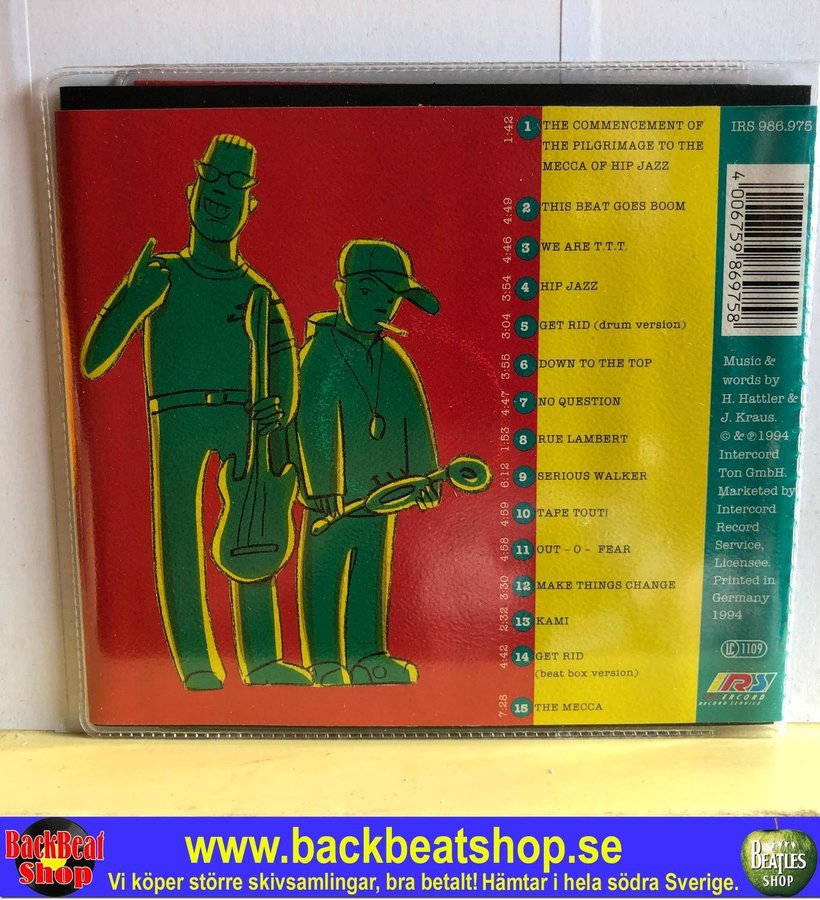 1:42 1 THE COMMENCEMENT OF
THE PILGRIMAGE TO THE
MECCA OF HIP JAZZ
4:49 2 THIS BEAT GOES BOOM
4:46 3 WE ARE T.T.T.
3:54 4 HIP JAZZ
3:04 5 GET RID (drum version)
3:55 6 DOWN TO THE TOP
4:47 7 NO QUESTION
1:53 8 RUE LAMBERT
6.12 9 SERIOUS WALKER
4:59 10 TAPE TOUT!
4:58 11 OUT - O - FEAR
3:30 12 MAKE THINGS CHANGE
2:32 13 KAMI
4:42 14 GET RID
(beat box version)
7:28 15 THE MECCA
IRS 986.975
4 006759 869758
Music &
words by
H. Hattler &
J. Kraus.
© & ℗ 1994
Intercord
Ton GmbH.
Marketed by
Intercord
Record
Service,
Licensee.
Printed in
Germany
1994
LC 1109
IRS
ERCORD
RECORD SERVICE
BackBeat
Shop
www.backbeatshop.se
Vi köper större skivsamlingar, bra betalt! Hämtar i hela södra Sverige.
BEATLES
SHOP